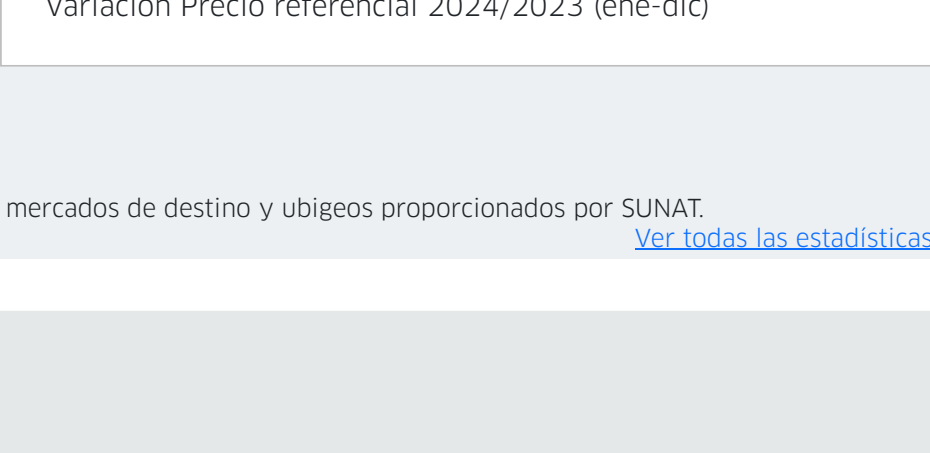 Variación Precio referencial 2024/2023 (ene-dic)
mercados de destino y ubigeos proporcionados por SUNAT.
Ver todas las estadísticas